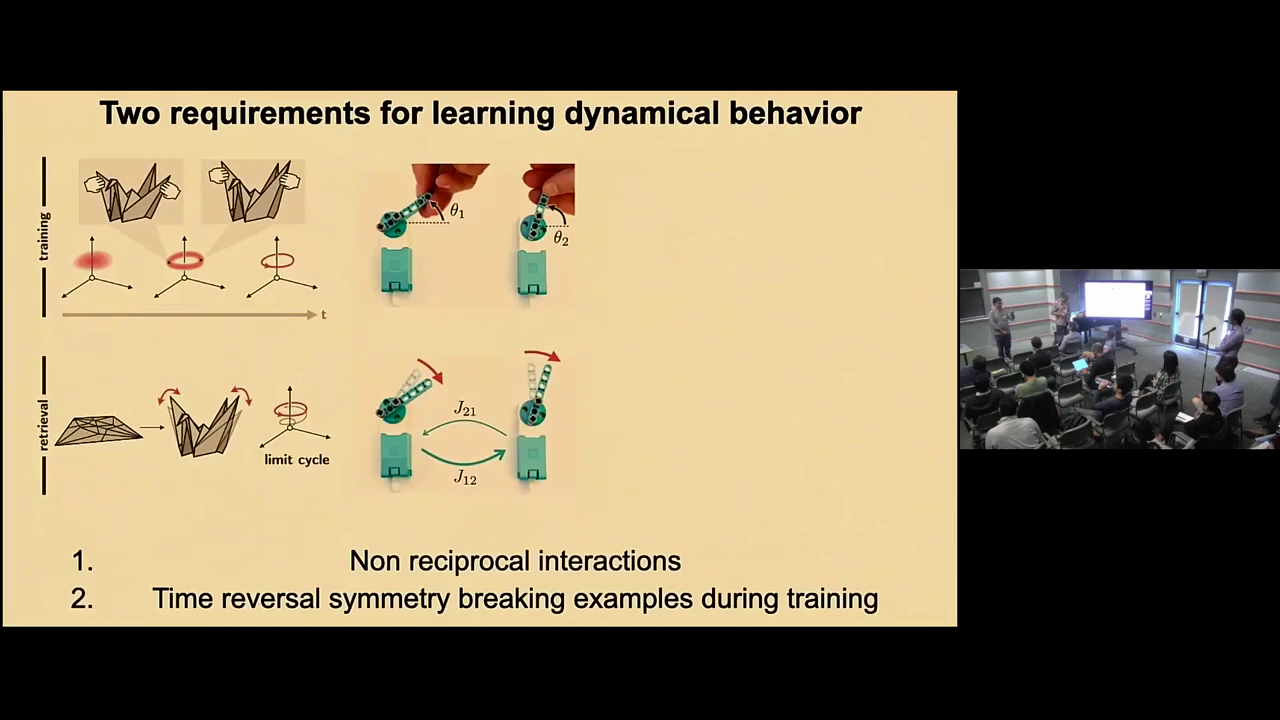 Two requirements for learning dynamical behavior
training
θ₁
θ₂
t
retrieval
J₂₁
J₁₂
limit cycle
1. Non reciprocal interactions
2. Time reversal symmetry breaking examples during training